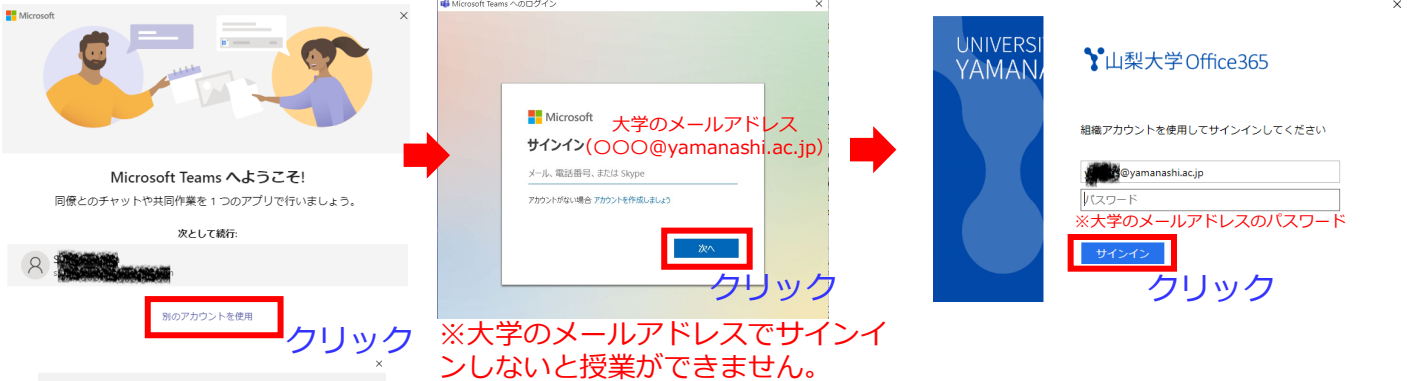 Microsoft
Microsoft Teams へようこそ!
同僚とのチャットや共同作業を 1 つのアプリで行いましょう。
次として続行:
別のアカウントを使用
クリック
Microsoft Teams へのログイン
Microsoft
大学のメールアドレス
サインイン(〇〇〇@yamanashi.ac.jp)
メール、電話番号、または Skype
アカウントがない場合 アカウントを作成しましょう
次へ
クリック
※大学のメールアドレスでサインイ
ンしないと授業ができません。
UNIVERSI
YAMANA
山梨大学Office365
組織アカウントを使用してサインインしてください
@yamanashi.ac.jp
パスワード
※大学のメールアドレスのパスワード
サインイン
クリック